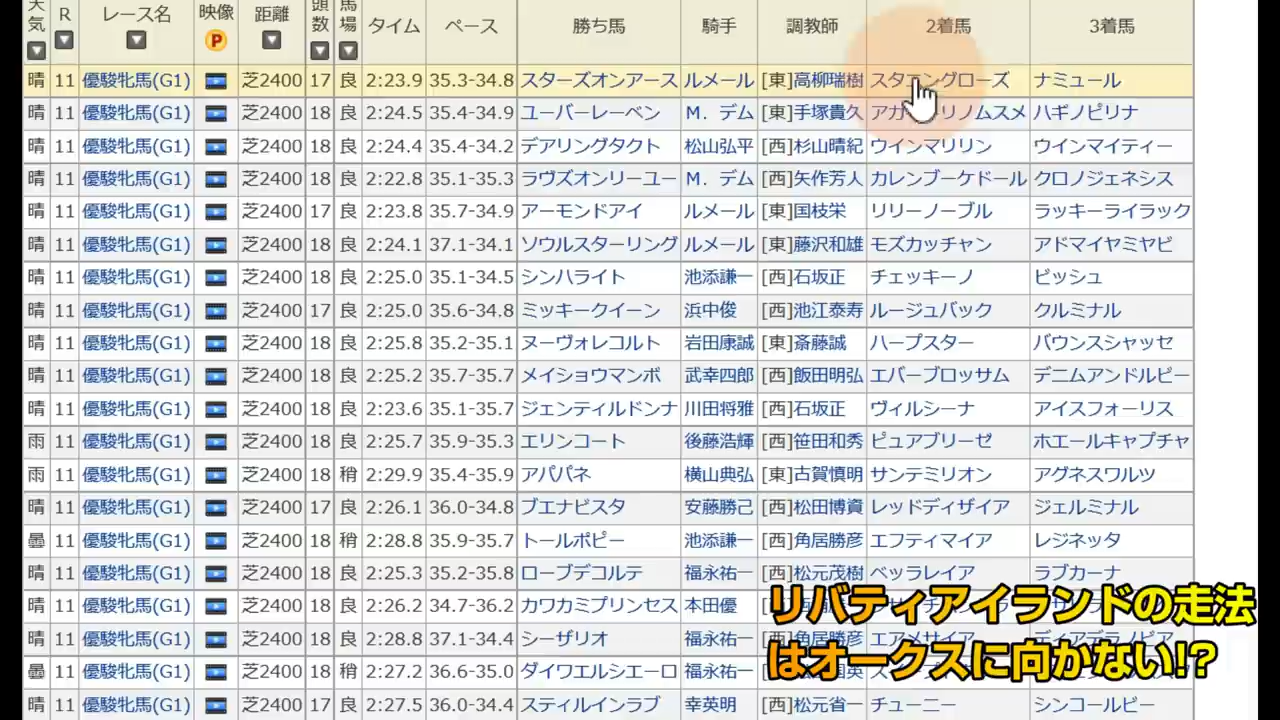 天気 R レース名 映像 距離 頭数 馬場 タイム ペース 勝ち馬 騎手 調教師 2着馬 3着馬
P
晴 11 優駿牝馬(G1) 芝2400 17 良 2:23.9 35.3-34.8 スターズオンアース ルメール [東]高柳瑞樹 スタニングローズ ナミュール
晴 11 優駿牝馬(G1) 芝2400 18 良 2:24.5 35.4-34.9 ユーバーレーベン M．デム [東]手塚貴久 ハギノピリナ
晴 11 優駿牝馬(G1) 芝2400 18 良 2:24.4 35.4-34.2 デアリングタクト 松山弘平 [西]杉山晴紀 ウインマリリン ウインマイティー
晴 11 優駿牝馬(G1) 芝2400 18 良 2:22.8 35.1-35.3 ラヴズオンリーユー M．デム [西]矢作芳人 カレンブーケドール クロノジェネシス
晴 11 優駿牝馬(G1) 芝2400 17 良 2:23.8 35.7-34.9 アーモンドアイ ルメール [東]国枝栄 リリーノーブル ラッキーライラック
晴 11 優駿牝馬(G1) 芝2400 18 良 2:24.1 37.1-34.1 ソウルスターリング ルメール [東]藤沢和雄 モズカッチャン アドマイヤミヤビ
晴 11 優駿牝馬(G1) 芝2400 18 良 2:25.0 35.1-34.5 シンハライト 池添謙一 [西]石坂正 チェッキーノ ビッシュ
晴 11 優駿牝馬(G1) 芝2400 17 良 2:25.0 35.6-34.8 ミッキークイーン 浜中俊 [西]池江泰寿 ルージュバック クルミナル
晴 11 優駿牝馬(G1) 芝2400 18 良 2:25.8 35.2-35.1 ヌーヴォレコルト 岩田康誠 [東]斎藤誠 ハープスター バウンスシャッセ
晴 11 優駿牝馬(G1) 芝2400 18 良 2:25.2 35.7-35.7 メイショウマンボ 武幸四郎 [西]飯田明弘 エバーブロッサム デニムアンドルビー
晴 11 優駿牝馬(G1) 芝2400 18 良 2:23.6 35.1-35.7 ジェンティルドンナ 川田将雅 [西]石坂正 ヴィルシーナ アイスフォーリス
雨 11 優駿牝馬(G1) 芝2400 18 良 2:25.7 35.9-35.3 エリンコート 後藤浩輝 [西]笹田和秀 ピュアブリーゼ ホエールキャプチャ
雨 11 優駿牝馬(G1) 芝2400 18 稍 2:29.9 35.4-35.9 アパパネ 横山典弘 [東]古賀慎明 サンテミリオン アグネスワルツ
晴 11 優駿牝馬(G1) 芝2400 17 良 2:26.1 36.0-34.8 ブエナビスタ 安藤勝己 [西]松田博資 レッドディザイア ジェルミナル
曇 11 優駿牝馬(G1) 芝2400 18 稍 2:28.8 35.9-35.7 トールポピー 池添謙一 [西]角居勝彦 エフティマイア レジネッタ
晴 11 優駿牝馬(G1) 芝2400 18 良 2:25.3 35.2-35.8 ローブデコルテ 福永祐一 [西]松元茂樹 ベッラレイア ラブカーナ
晴 11 優駿牝馬(G1) 芝2400 18 良 2:26.2 34.7-36.2 カワカミプリンセス 本田優
晴 11 優駿牝馬(G1) 芝2400 18 良 2:28.8 37.1-34.4 シーザリオ 福永祐一 [西]角居勝彦 エアメサイア ディアデラノビア
曇 11 優駿牝馬(G1) 芝2400 18 稍 2:27.2 36.6-35.0 ダイワエルシエーロ 福永祐一
晴 11 優駿牝馬(G1) 芝2400 17 良 2:27.5 36.0-34.4 スティルインラブ 幸英明 [西]松元省一 チューニー シンコールビー
リバティアイランドの走法
はオークスに向かない!?